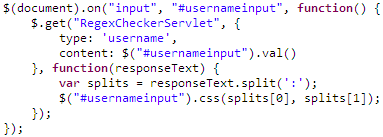 $(document).on("input", "#usernameinput", function() {
    $.get("RegexCheckerServlet", {
        type: 'username',
        content: $("#usernameinput").val()
    }, function(responseText) {
        var splits = responseText.split(':');
        $("#usernameinput").css(splits[0], splits[1]);
    });
});